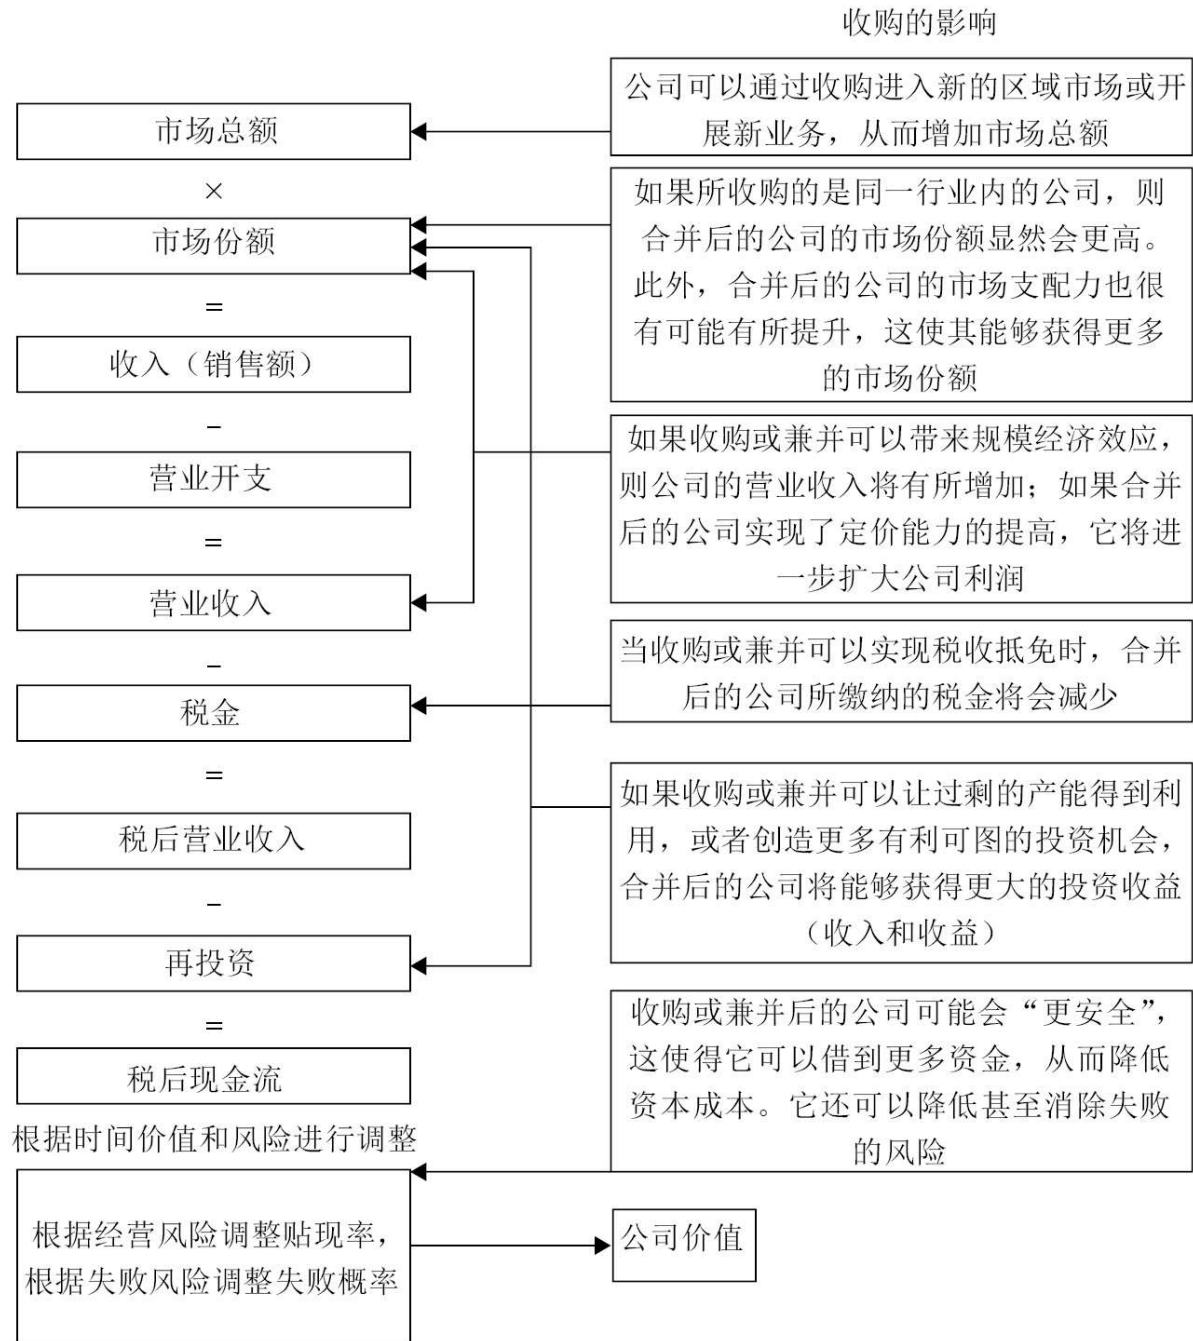 收购的影响
公司可以通过收购进入新的区域市场或开
展新业务，从而增加市场总额
市场总额
×
如果所收购的是同一行业内的公司，则
合并后的公司的市场份额显然会更高。
此外，合并后的公司的市场支配力也很
有可能有所提升，这使其能够获得更多
的市场份额
市场份额
=
收入（销售额）
－
如果收购或兼并可以带来规模经济效应，
则公司的营业收入将有所增加；如果合并
后的公司实现了定价能力的提高，它将进
一步扩大公司利润
营业开支
=
营业收入
－
当收购或兼并可以实现税收抵免时，合并
后的公司所缴纳的税金将会减少
税金
=
如果收购或兼并可以让过剩的产能得到利
用，或者创造更多有利可图的投资机会，
合并后的公司将能够获得更大的投资收益
（收入和收益）
税后营业收入
－
再投资
=
收购或兼并后的公司可能会“更安全”，
这使得它可以借到更多资金，从而降低
资本成本。它还可以降低甚至消除失败
的风险
税后现金流
根据时间价值和风险进行调整
根据经营风险调整贴现率，
根据失败风险调整失败概率
公司价值